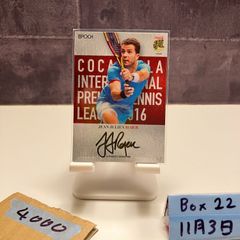 EPOCH
COCA-COLA
INTERNATIONAL
PREMIER TENNIS
LEAGUE 2016
JEAN-JULIEN ROJER
4000
Box 22
11月3日